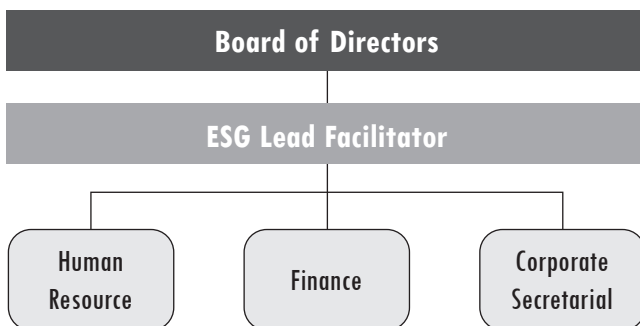 Board of Directors
ESG Lead Facilitator
Human
Resource
Finance
Corporate
Secretarial